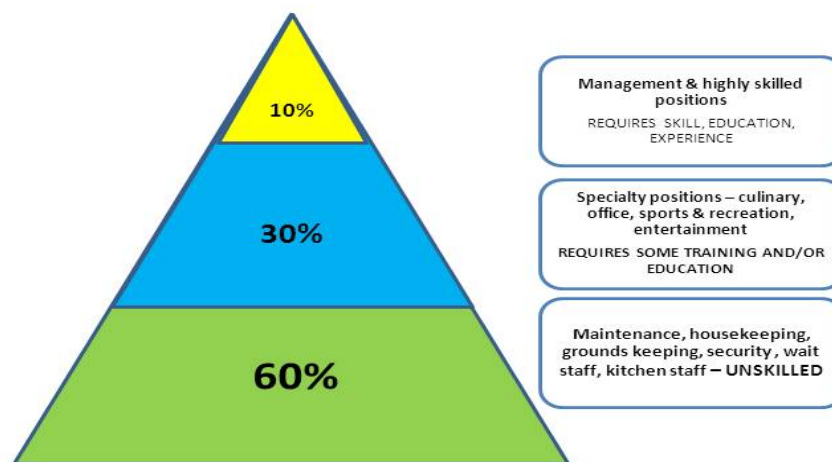 10%
Management & highly skilled
positions
REQUIRES SKILL, EDUCATION,
EXPERIENCE
30%
Specialty positions – culinary,
office, sports & recreation,
entertainment
REQUIRES SOME TRAINING AND/OR
EDUCATION
60%
Maintenance, housekeeping,
grounds keeping, security , wait
staff, kitchen staff – UNSKILLED